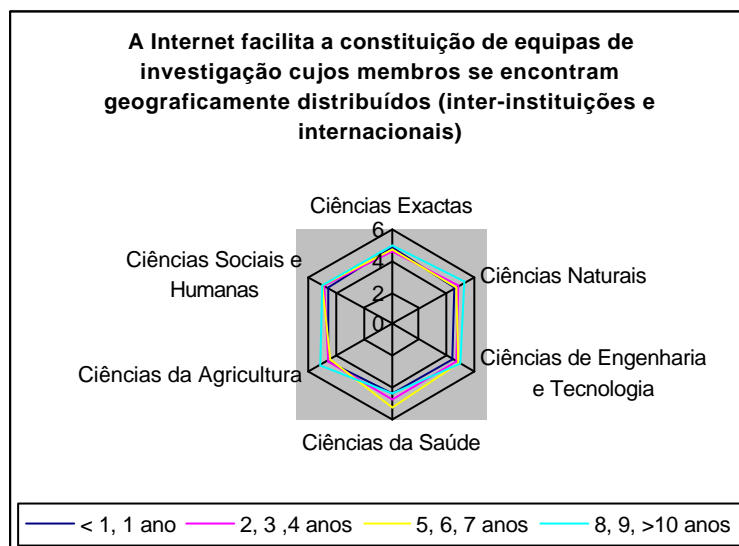 A Internet facilita a constituição de equipas de
investigação cujos membros se encontram
geograficamente distribuídos (inter-instituições e
internacionais)
Ciências Exactas
6
4
2
0
Ciências Naturais
Ciências de Engenharia
e Tecnologia
Ciências da Saúde
Ciências da Agricultura
Ciências Sociais e
Humanas
< 1, 1 ano
2, 3 ,4 anos
5, 6, 7 anos
8, 9, >10 anos